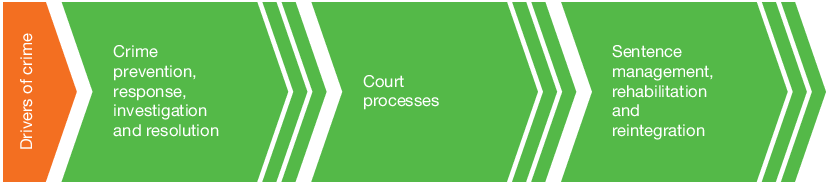 Drivers of crime
Crime
prevention,
response,
investigation
and resolution
Court
processes
Sentence
management,
rehabilitation
and
reintegration